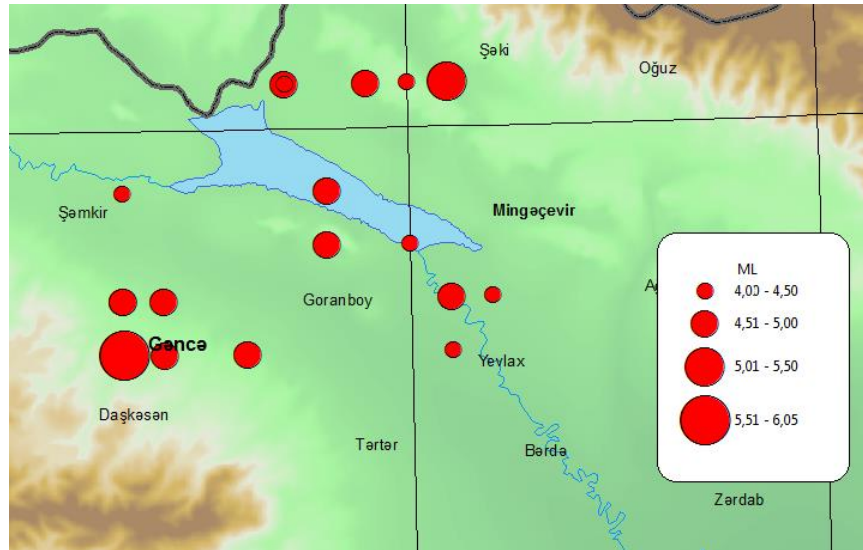 Şəki
Oğuz
Şəmkir
Mingəçevir
Goranboy
Gəncə
Yevlax
Daşkəsən
Tərtər
Bərdə
Zərdab
ML
4,00 - 4,50
4,51 - 5,00
5,01 - 5,50
5,51 - 6,05